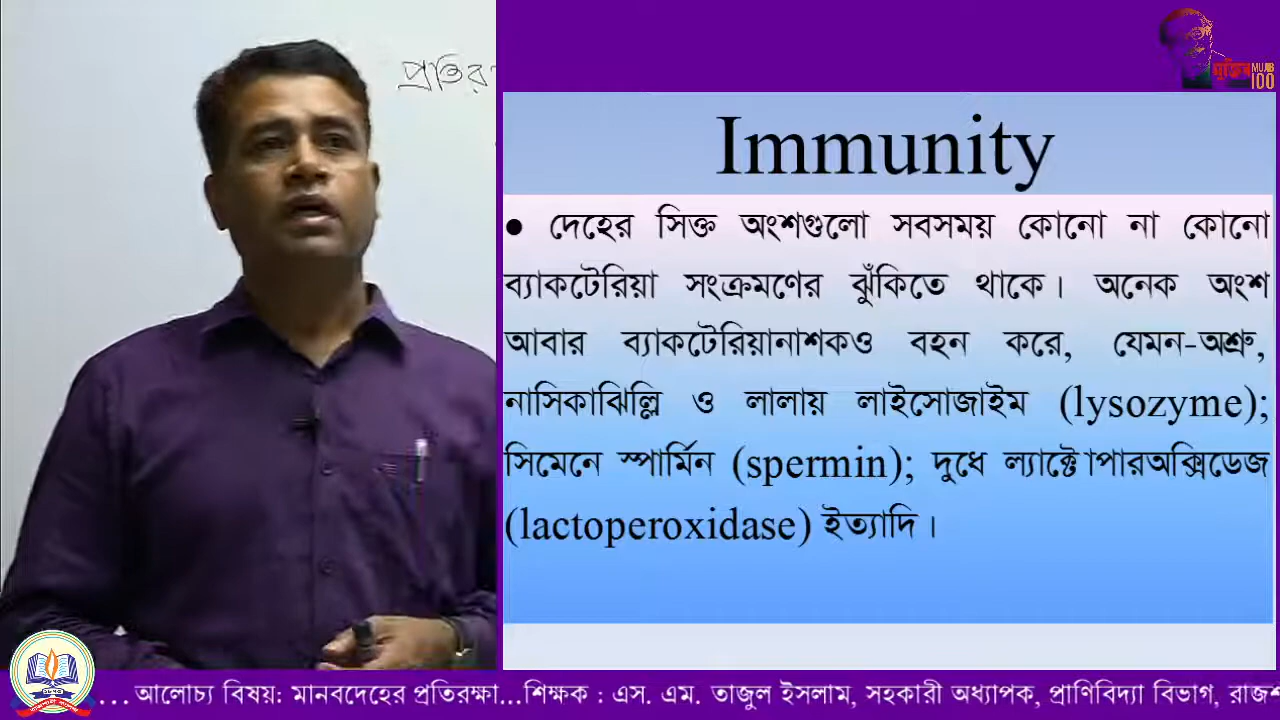 প্রতির
মুজিব
MUJIB
100
Immunity
● দেহের সিক্ত অংশগুলো সবসময় কোনো না কোনো
ব্যাকটেরিয়া সংক্রমণের ঝুঁকিতে থাকে। অনেক অংশ
আবার ব্যাকটেরিয়ানাশকও বহন করে, যেমন-অশ্রু,
নাসিকাঝিল্লি ও লালায় লাইসোজাইম (lysozyme);
সিমেনে স্পার্মিন (spermin); দুধে ল্যাক্টোপারঅক্সিডেজ
(lactoperoxidase) ইত্যাদি।
...আলোচ্য বিষয়: মানবদেহের প্রতিরক্ষা...শিক্ষক : এস. এম. তাজুল ইসলাম, সহকারী অধ্যাপক, প্রাণিবিদ্যা বিভাগ, রাজশ